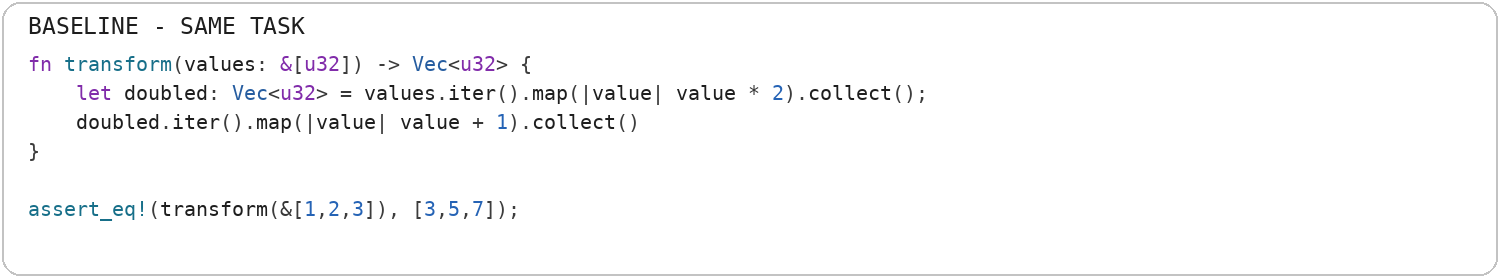 BASELINE - SAME TASK
fn transform(values: &[u32]) -> Vec<u32> {
    let doubled: Vec<u32> = values.iter().map(|value| value * 2).collect();
    doubled.iter().map(|value| value + 1).collect()
}
assert_eq!(transform(&[1,2,3]), [3,5,7]);